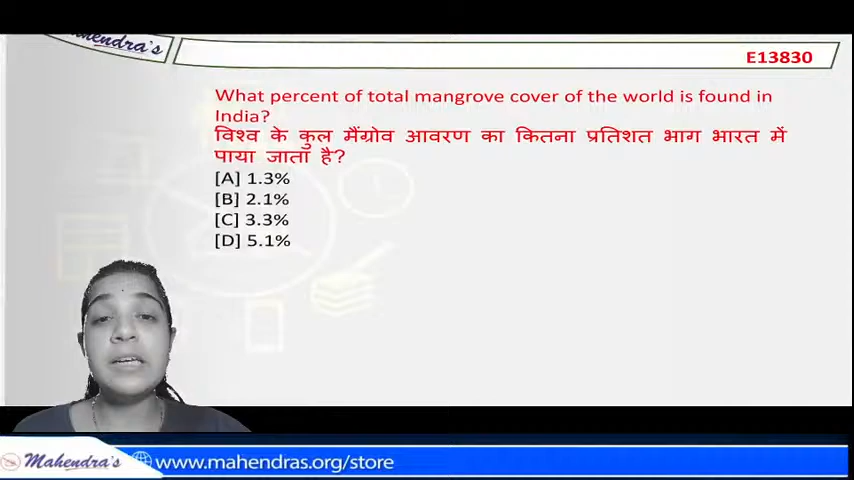 Mahendra's
E13830
What percent of total mangrove cover of the world is found in
India?
विश्व के कुल मैंग्रोव आवरण का कितना प्रतिशत भाग भारत में
पाया जाता है?
[A] 1.3%
[B] 2.1%
[C] 3.3%
[D] 5.1%
Mahendra's
www.mahendras.org/store